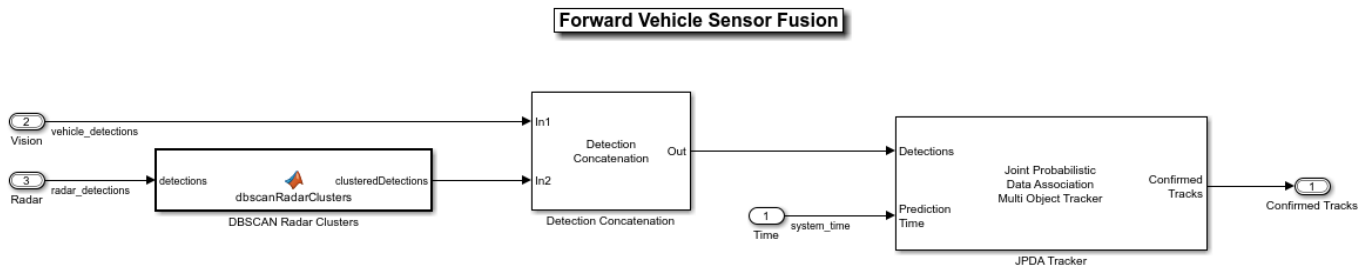 Forward Vehicle Sensor Fusion
2
Vision
vehicle_detections
3
Radar
radar_detections
detections
dbscanRadarClusters
clusteredDetections
DBSCAN Radar Clusters
In1
In2
Detection
Concatenation
Out
Detection Concatenation
1
Time
system_time
Detections
Prediction
Time
Joint Probabilistic
Data Association
Multi Object Tracker
Confirmed
Tracks
JPDA Tracker
1
Confirmed Tracks